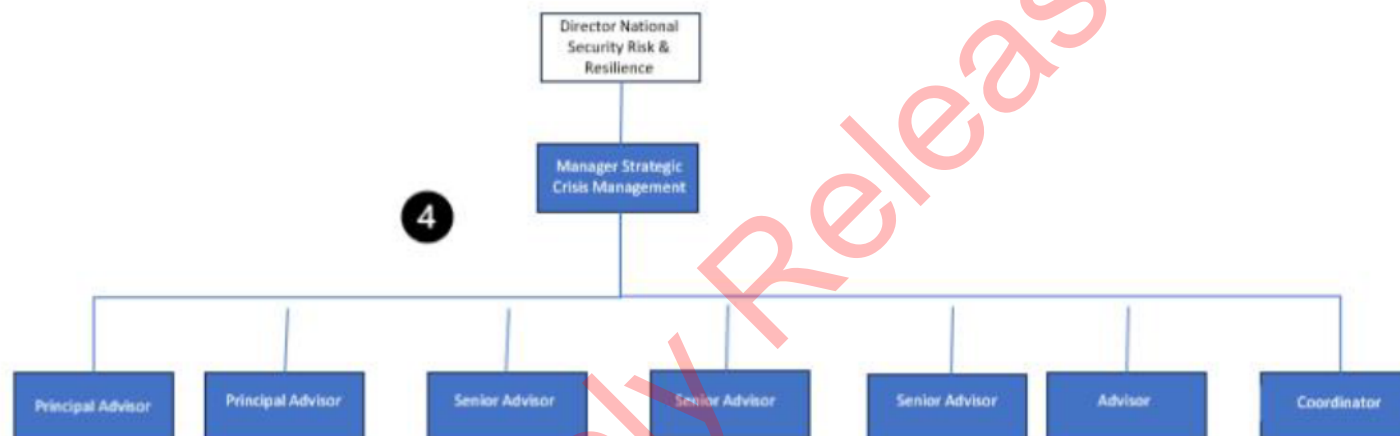 Director National
Security Risk &
Resilience
Manager Strategic
Crisis Management
4
Principal Advisor
Principal Advisor
Senior Advisor
Senior Advisor
Senior Advisor
Advisor
Coordinator
ly Releas